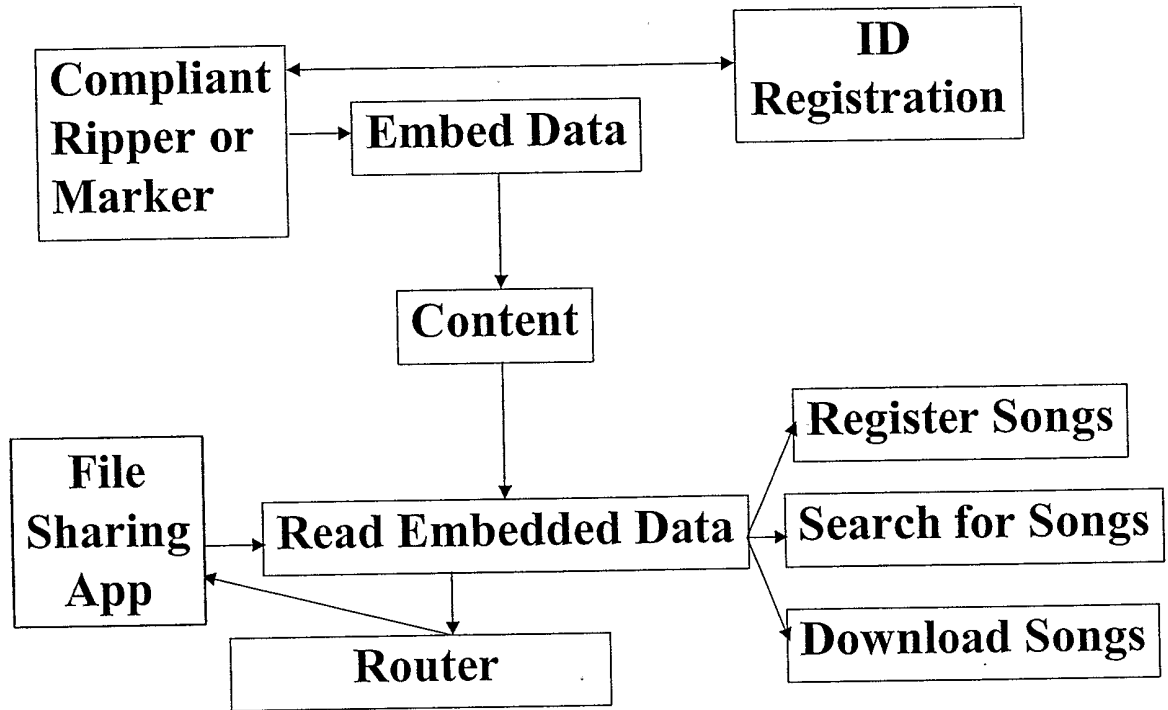 Compliant
Ripper or
Marker
ID
Registration
Embed Data
Content
File
Sharing
App
Read Embedded Data
Register Songs
Search for Songs
Download Songs
Router